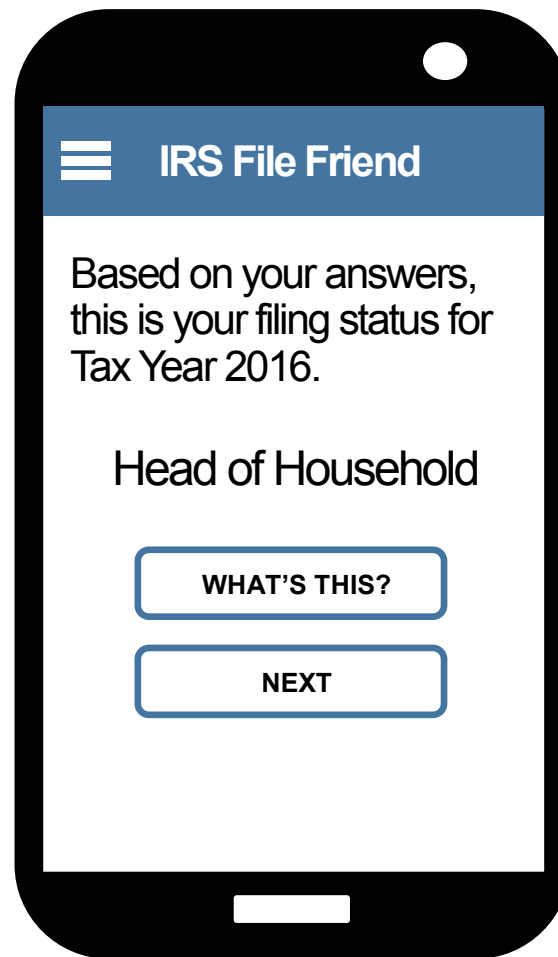 IRS File Friend
Based on your answers,
this is your filing status for
Tax Year 2016.
Head of Household
WHAT’S THIS?
NEXT